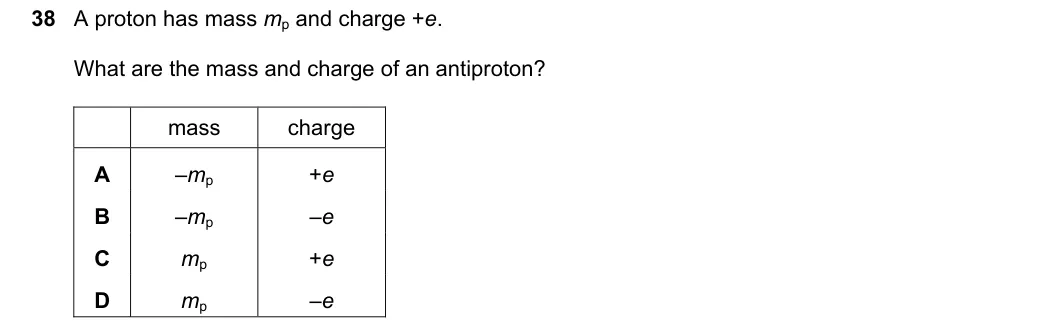 38 A proton has mass mp and charge +e.
What are the mass and charge of an antiproton?
mass charge
A –mp +e
B –mp –e
C mp +e
D mp –e